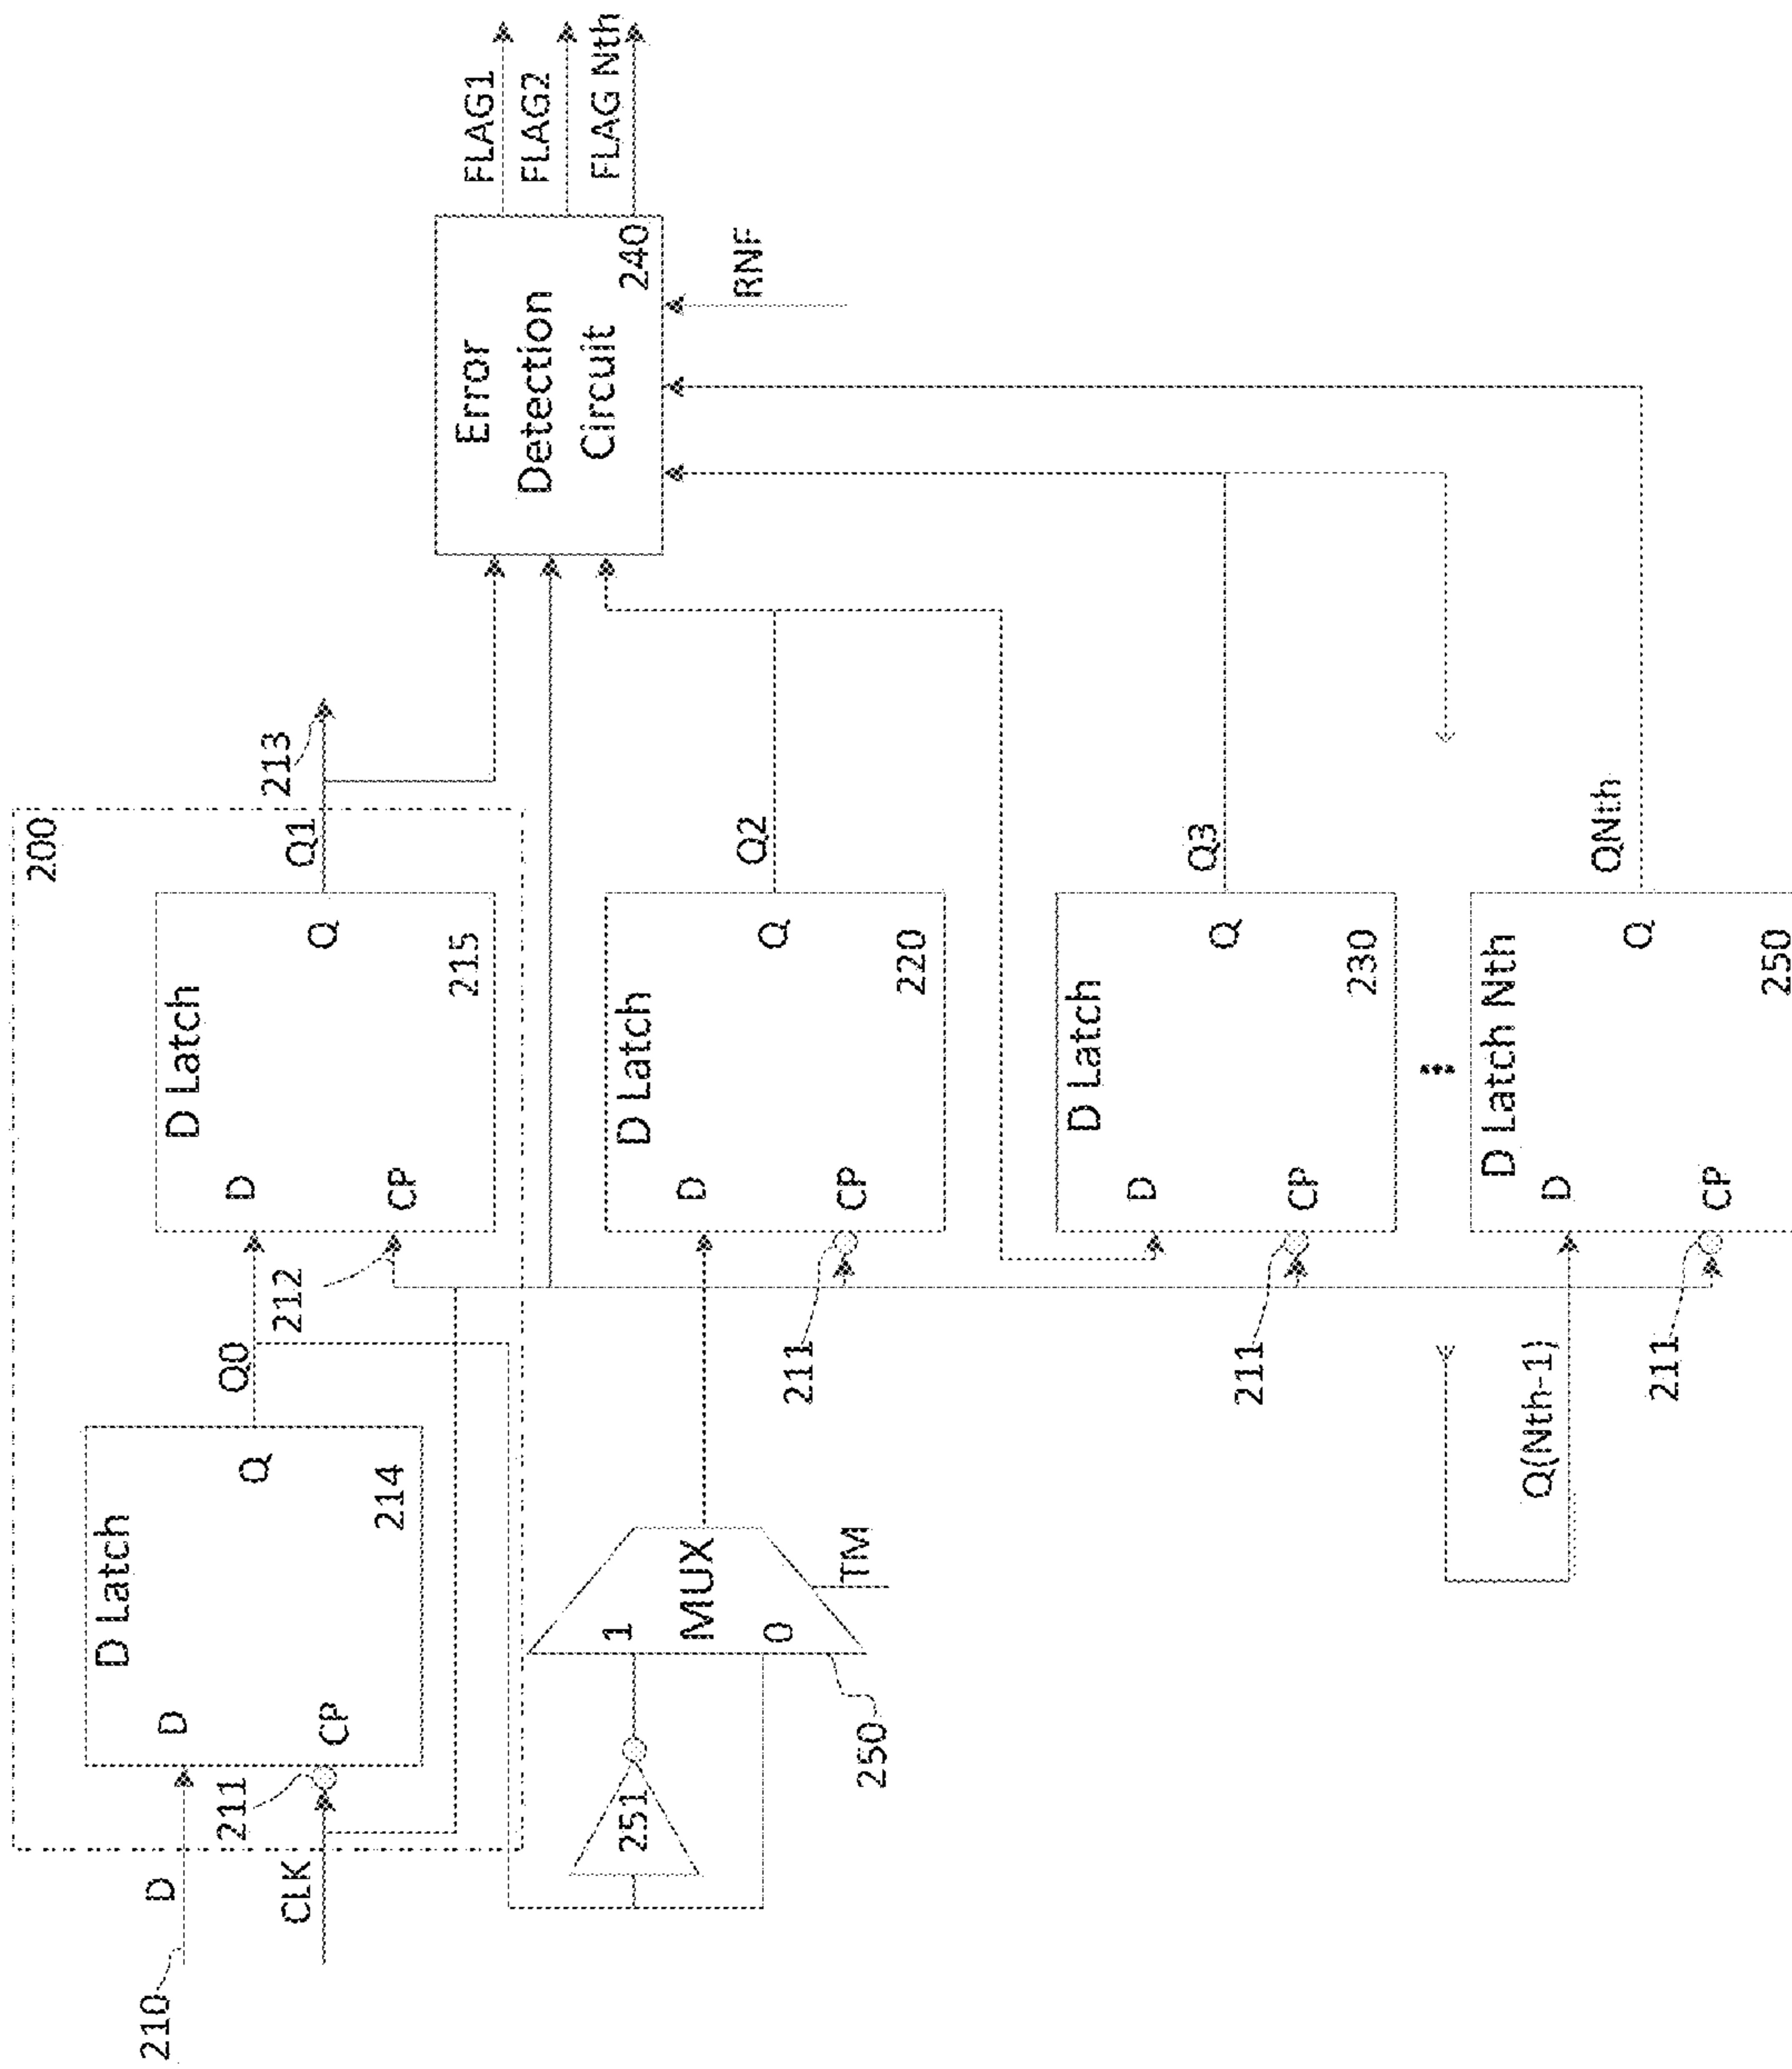 200
210
D
CLK
211
D Latch
D
CP
Q
214
Q0
212
D Latch
D
CP
Q
215
Q1
213
251
1
MUX
0
TM
250
211
D Latch
D
CP
Q
220
Q2
Error
Detection
Circuit
240
RNF
FLAG1
FLAG2
FLAG Nth
211
D Latch
D
CP
Q
230
Q3
Q(Nth-1)
211
D Latch Nth
D
CP
Q
250
QNth